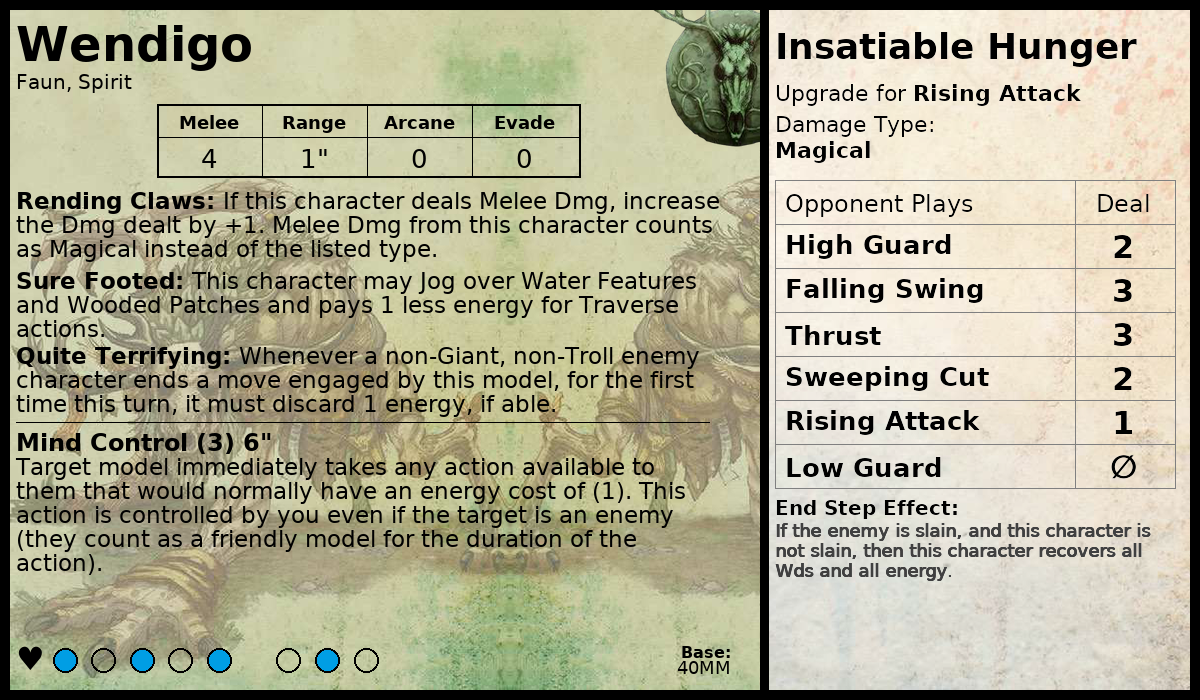 Wendigo
Faun, Spirit
Melee Range Arcane Evade
4 1" 0 0
Rending Claws: If this character deals Melee Dmg, increase
the Dmg dealt by +1. Melee Dmg from this character counts
as Magical instead of the listed type.
Sure Footed: This character may Jog over Water Features
and Wooded Patches and pays 1 less energy for Traverse
actions.
Quite Terrifying: Whenever a non-Giant, non-Troll enemy
character ends a move engaged by this model, for the first
time this turn, it must discard 1 energy, if able.
Mind Control (3) 6"
Target model immediately takes any action available to
them that would normally have an energy cost of (1). This
action is controlled by you even if the target is an enemy
(they count as a friendly model for the duration of the
action).
Base:
40MM
Insatiable Hunger
Upgrade for Rising Attack
Damage Type:
Magical
Opponent Plays Deal
High Guard 2
Falling Swing 3
Thrust 3
Sweeping Cut 2
Rising Attack 1
Low Guard ∅
End Step Effect:
If the enemy is slain, and this character is
not slain, then this character recovers all
Wds and all energy.